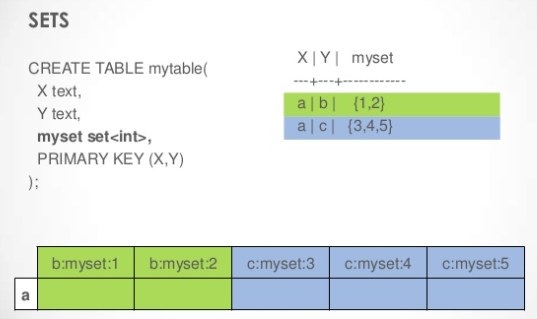 SETS
CREATE TABLE mytable(
X text,
Y text,
myset set<int>,
PRIMARY KEY (X,Y)
);
X | Y | myset
---+---+------------
a | b | {1,2}
a | c | {3,4,5}
b:myset:1 b:myset:2 c:myset:3 c:myset:4 c:myset:5
a